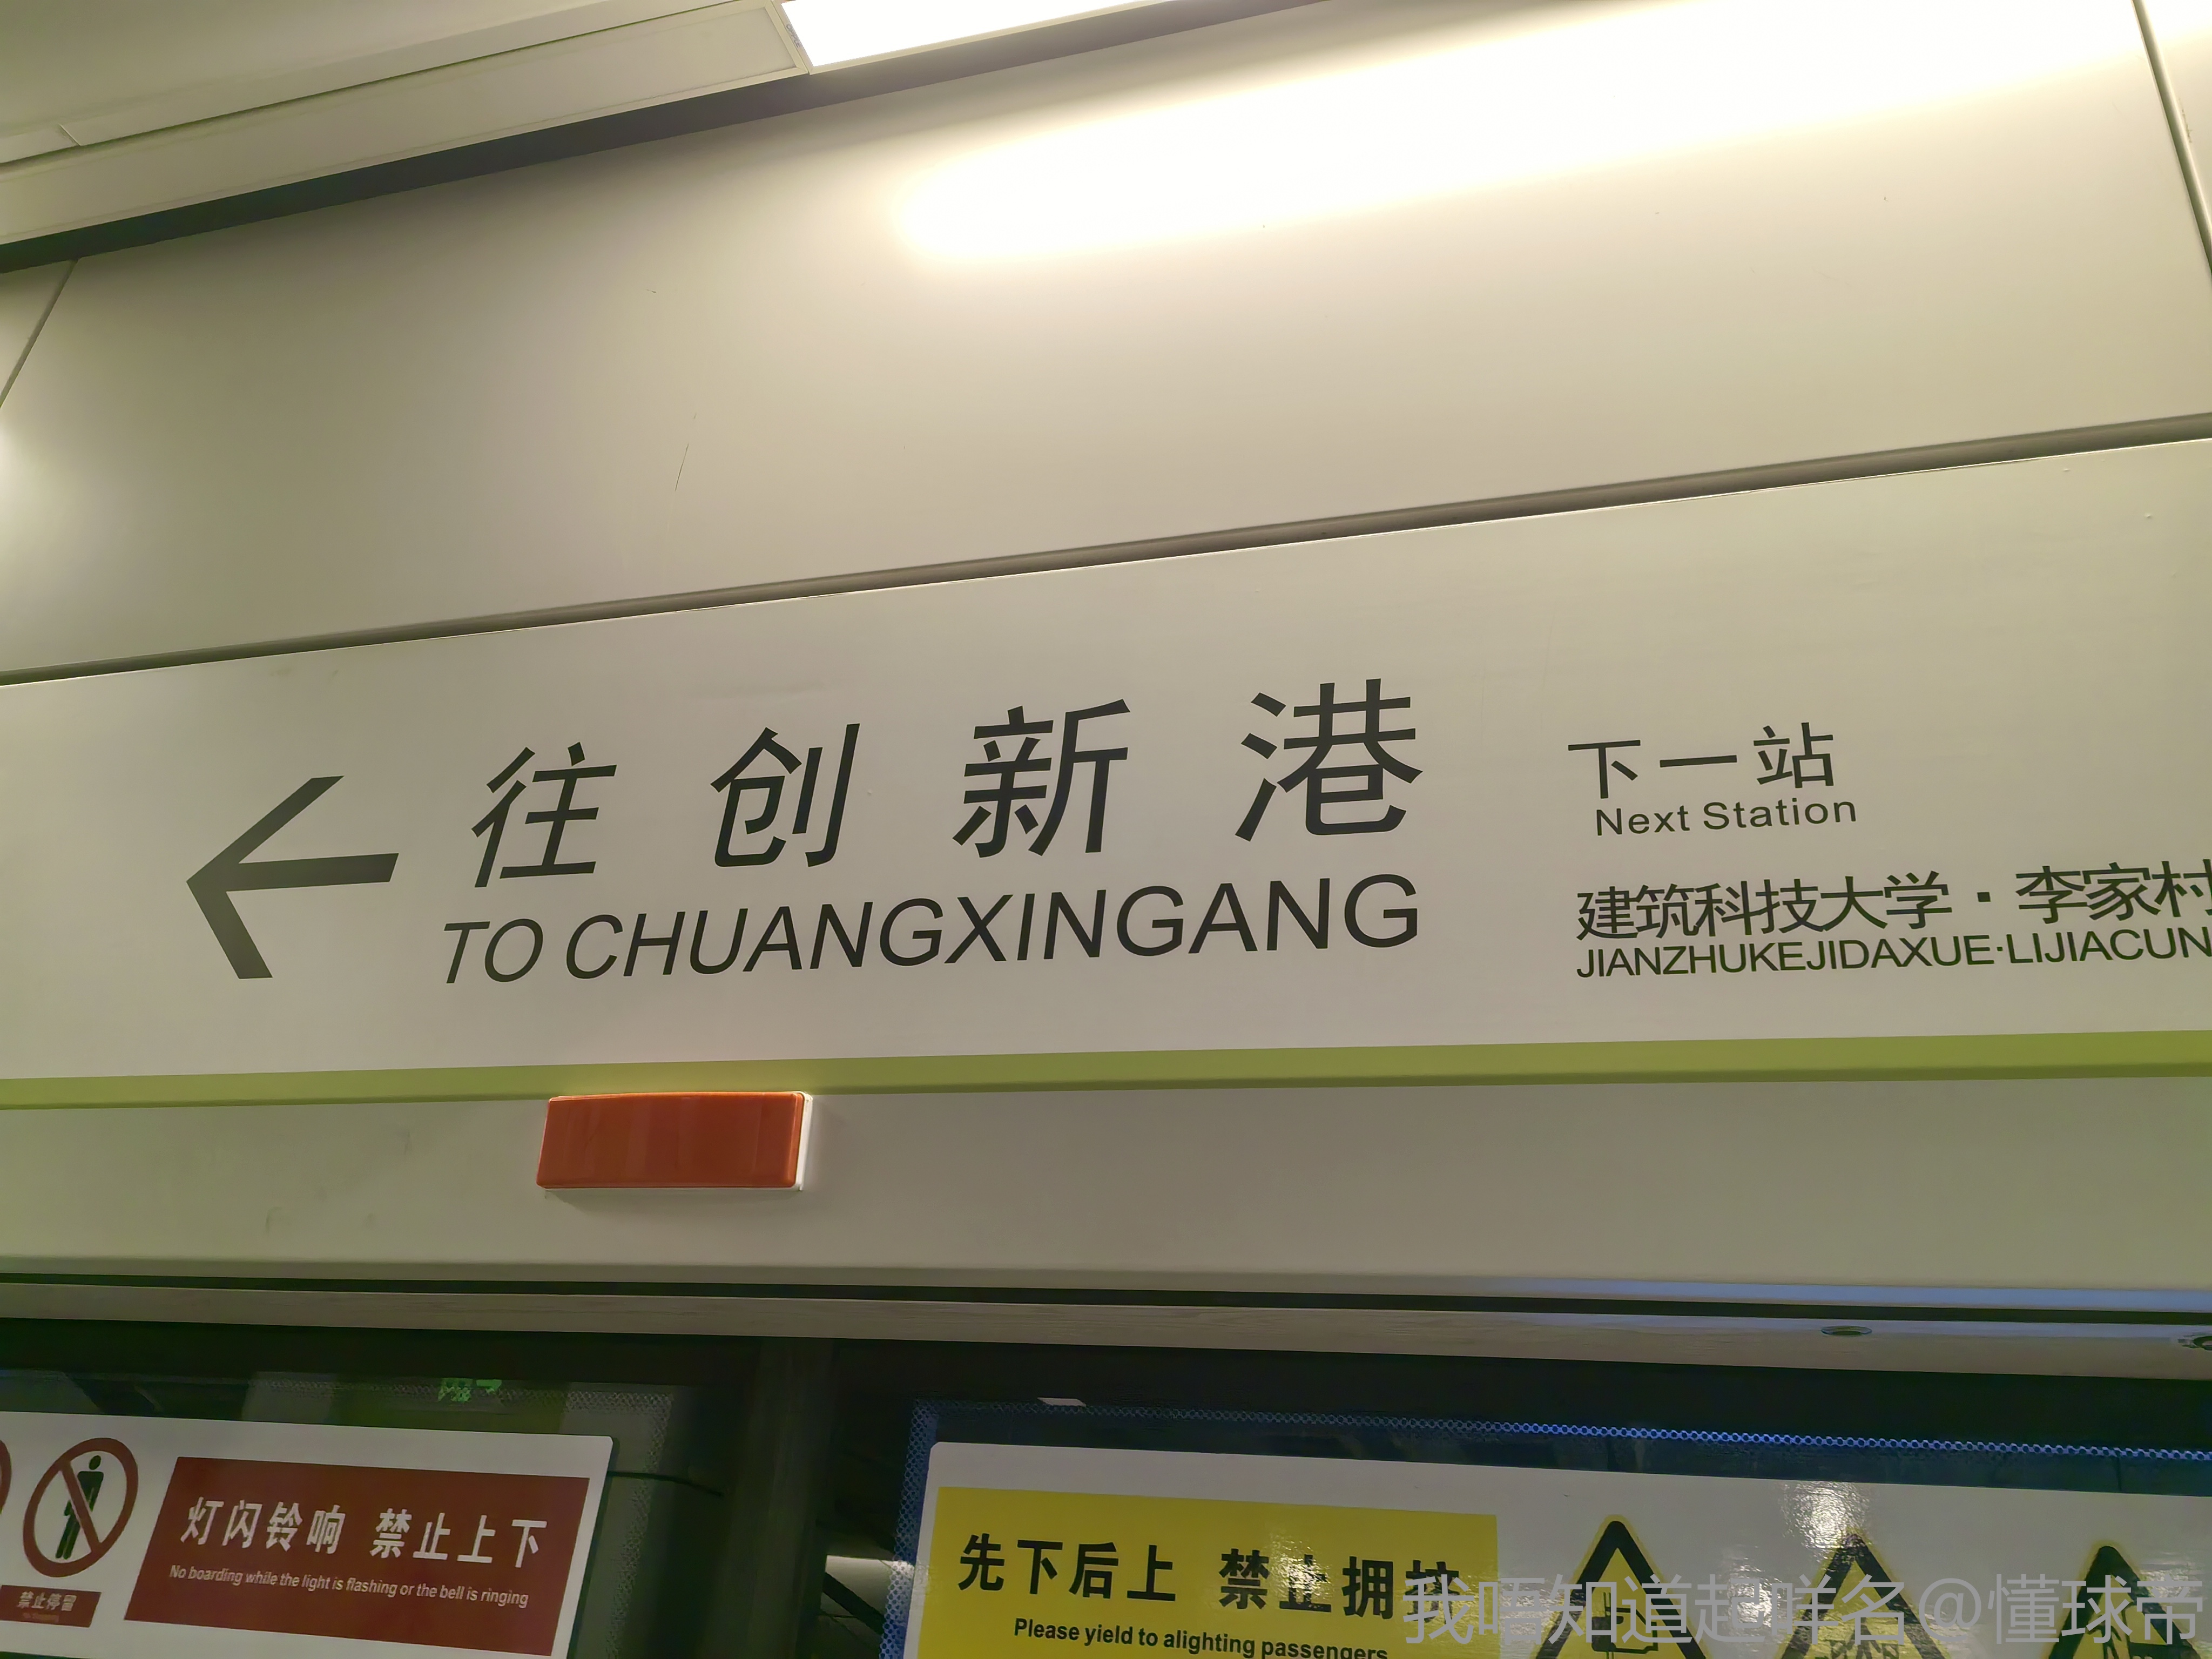 往创新港
TO CHUANGXINGANG
下一站
Next Station
建筑科技大学·李家村
JIANZHUKEJIDAXUE·LIJIACUN
禁止停留
灯闪铃响 禁止上下
No boarding while the light is flashing or the bell is ringing
先下后上 禁止拥挤
Please yield to alighting passengers
我唔知道起咩名@懂球帝